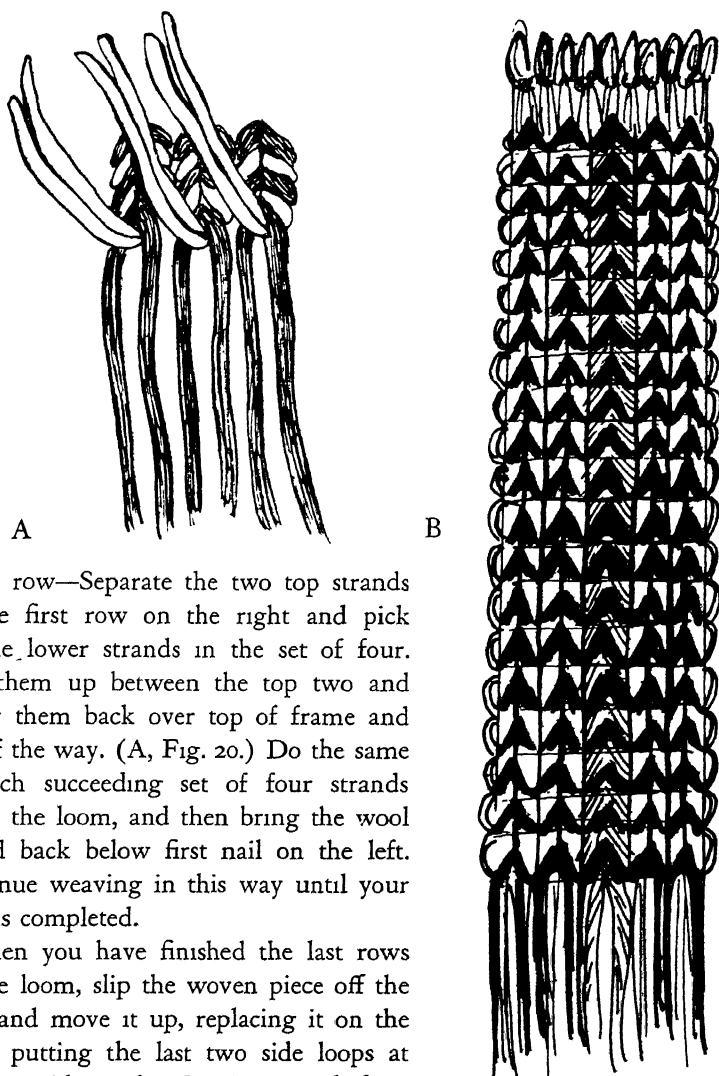 A
B
row—Separate the two top strands
first row on the right and pick
lower strands in the set of four.
them up between the top two and
them back over top of frame and
the way. (A, Fig. 20.) Do the same
succeeding set of four strands
the loom, and then bring the wool
back below first nail on the left.
weaving in this way until your
completed.
you have finished the last rows
loom, slip the woven piece off the
and move it up, replacing it on the
putting the last two side loops at